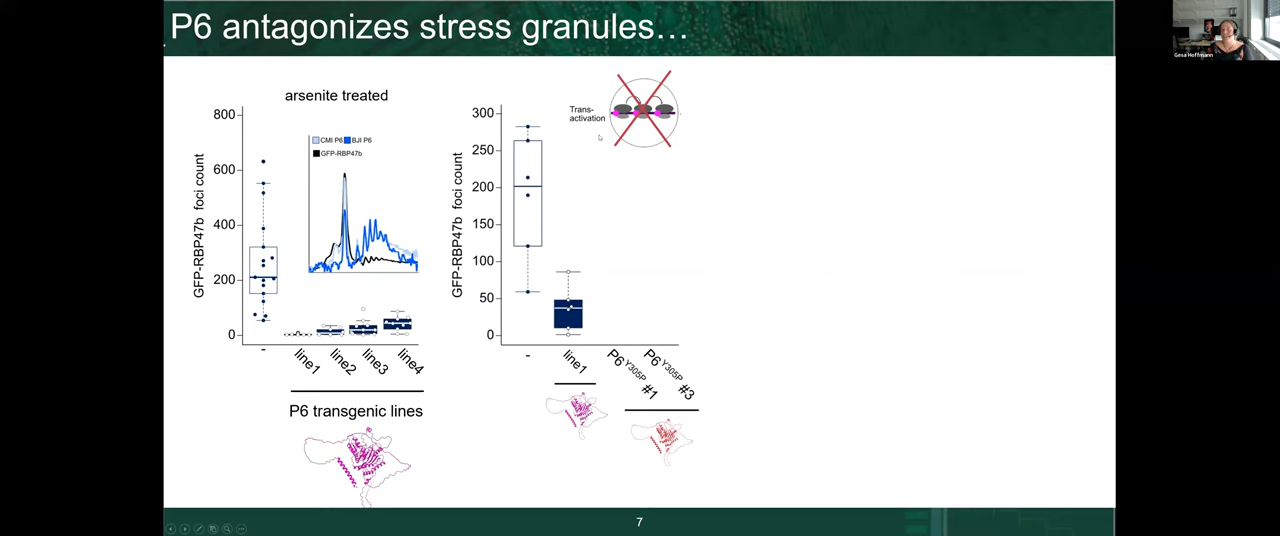 P6 antagonizes stress granules…
Gesa Hoffmann
arsenite treated
GFP-RBP47b foci count
800
600
400
200
0
CMI P6 BJI P6
GFP-RBP47b
-
line1
line2
line3
line4
P6 transgenic lines
Trans-
activation
GFP-RBP47b foci count
300
250
200
150
100
50
0
-
line1
P6 Y305P #1
P6 Y305P #3
7